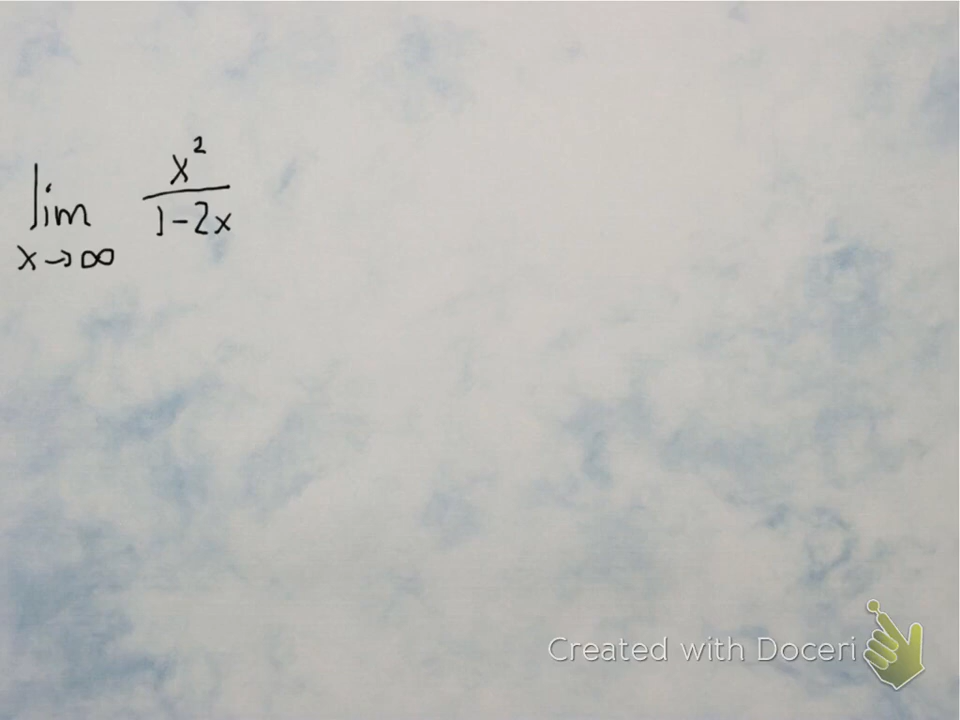 lim x² / 1-2x
x→∞
Created with Doceri